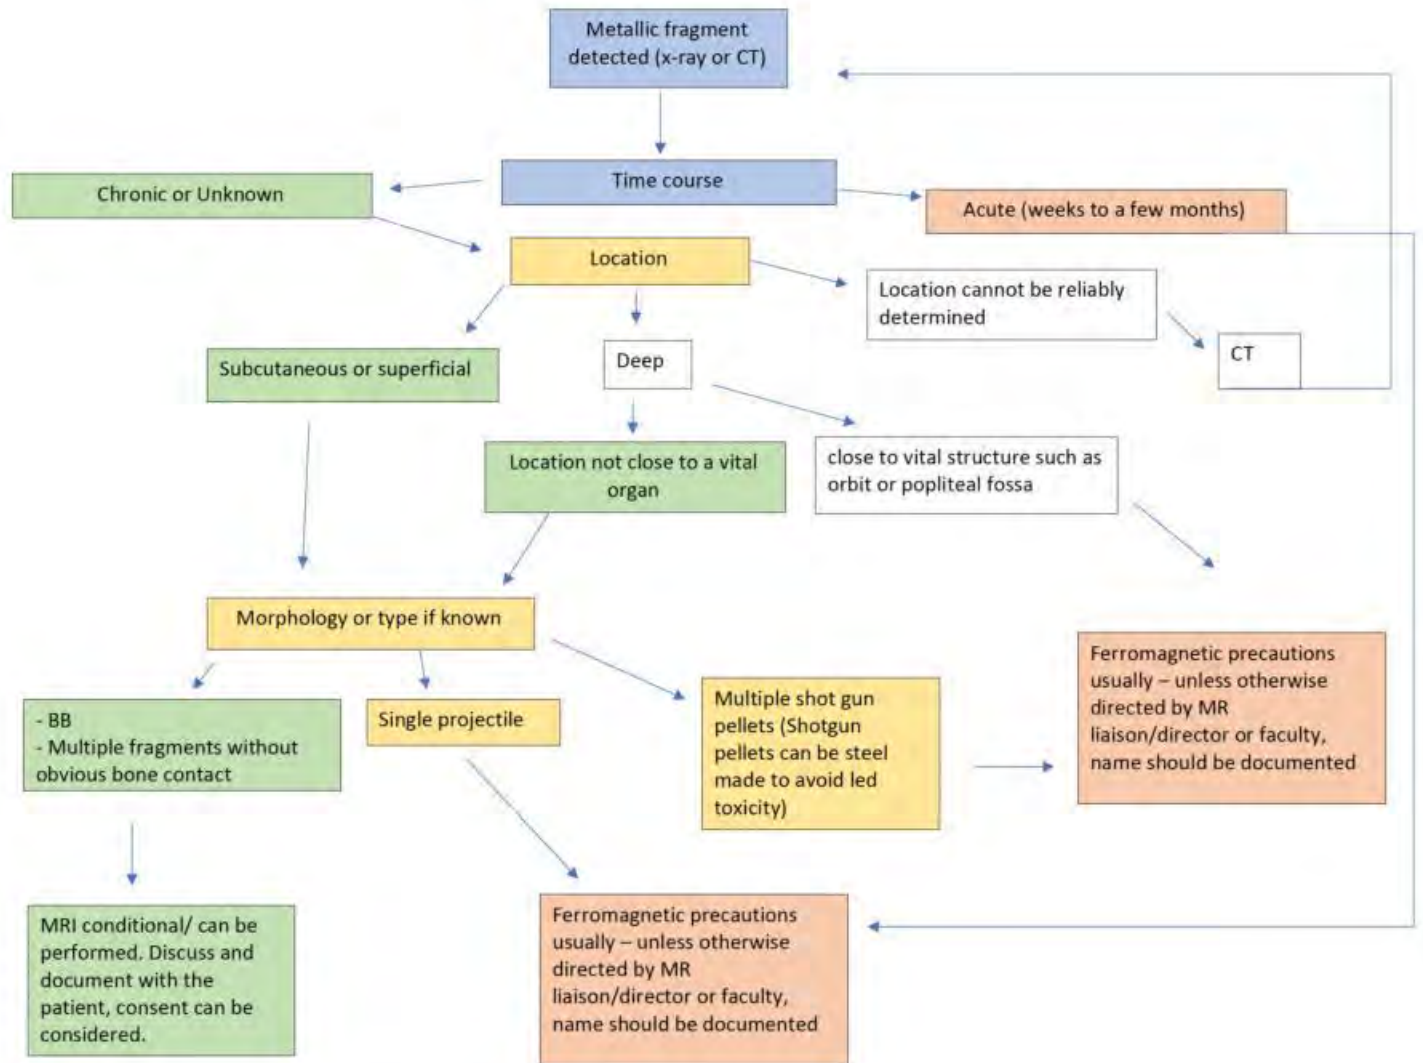 Metallic fragment
detected (x-ray or CT)
Time course
Chronic or Unknown
Acute (weeks to a few months)
Location
Location cannot be reliably
determined
CT
Subcutaneous or superficial
Deep
Location not close to a vital
organ
close to vital structure such as
orbit or popliteal fossa
Morphology or type if known
- BB
- Multiple fragments without
obvious bone contact
Single projectile
Multiple shot gun
pellets (Shotgun
pellets can be steel
made to avoid led
toxicity)
Ferromagnetic precautions
usually – unless otherwise
directed by MR
liaison/director or faculty,
name should be documented
MRI conditional/ can be
performed. Discuss and
document with the
patient, consent can be
considered.
Ferromagnetic precautions
usually – unless otherwise
directed by MR
liaison/director or faculty,
name should be documented